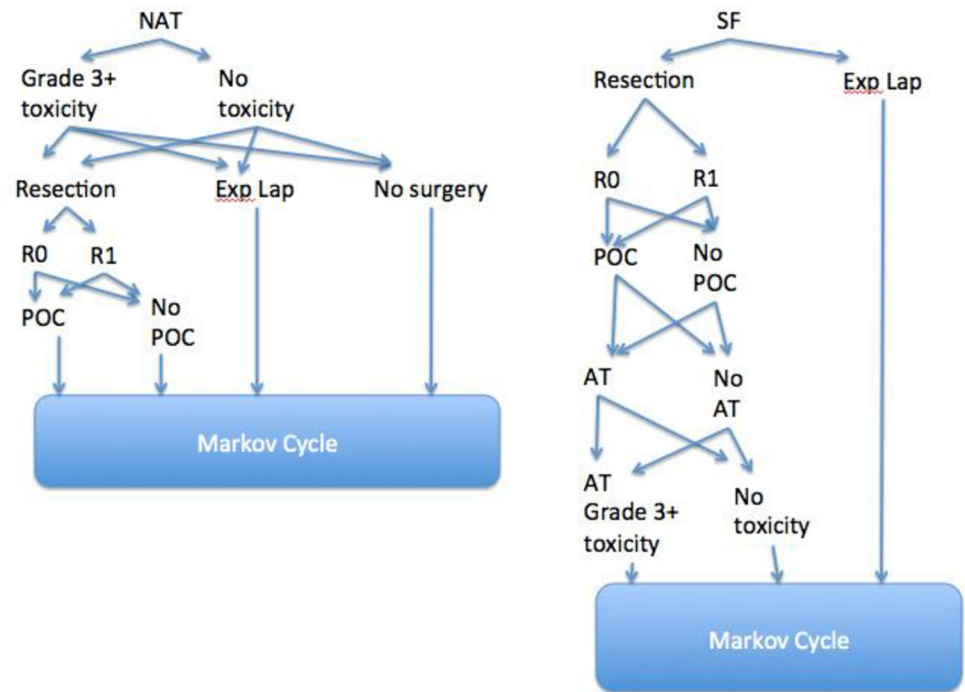 NAT
Grade 3+
toxicity
No
toxicity
Resection
Exp Lap
No surgery
R0
R1
POC
No
POC
Markov Cycle
SF
Resection
Exp Lap
R0
R1
POC
No
POC
AT
No
AT
AT
Grade 3+
toxicity
No
toxicity
Markov Cycle